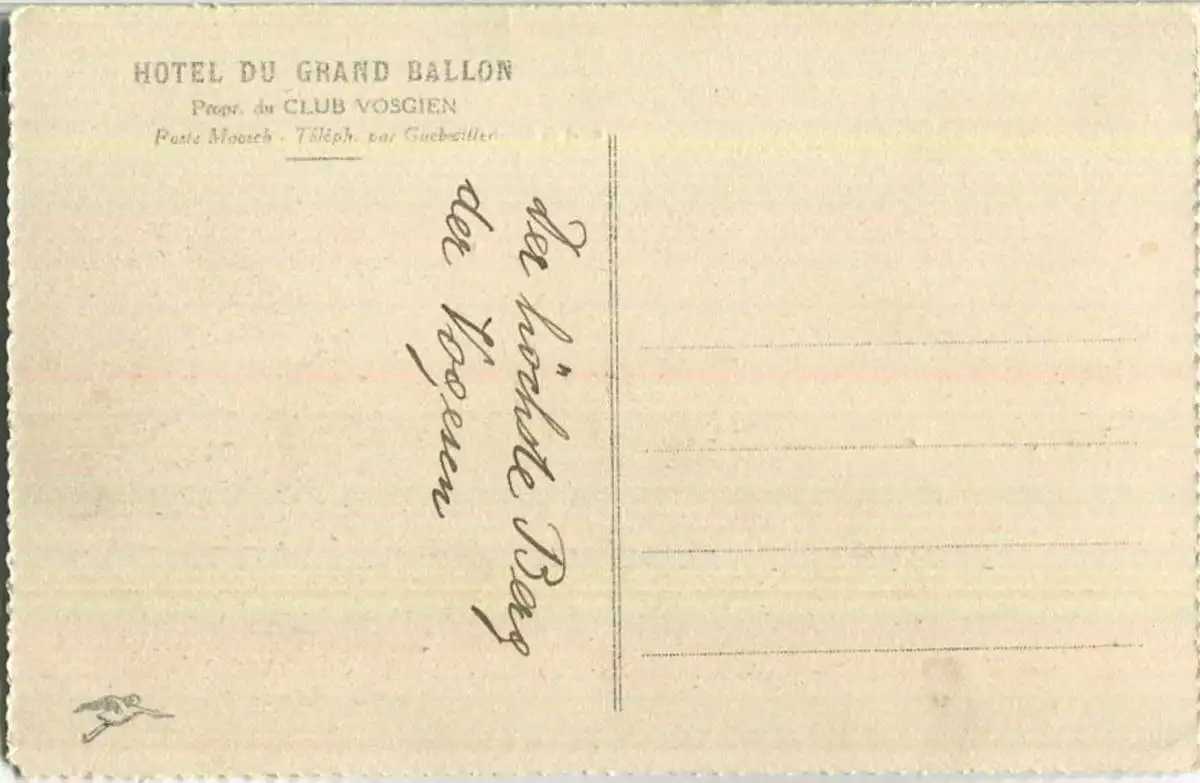 HOTEL DU GRAND BALLON
Propr. du CLUB VOSGIEN
Poste Moosch - Téléph. par Guebwiller
der höchste Berg
der Vogesen